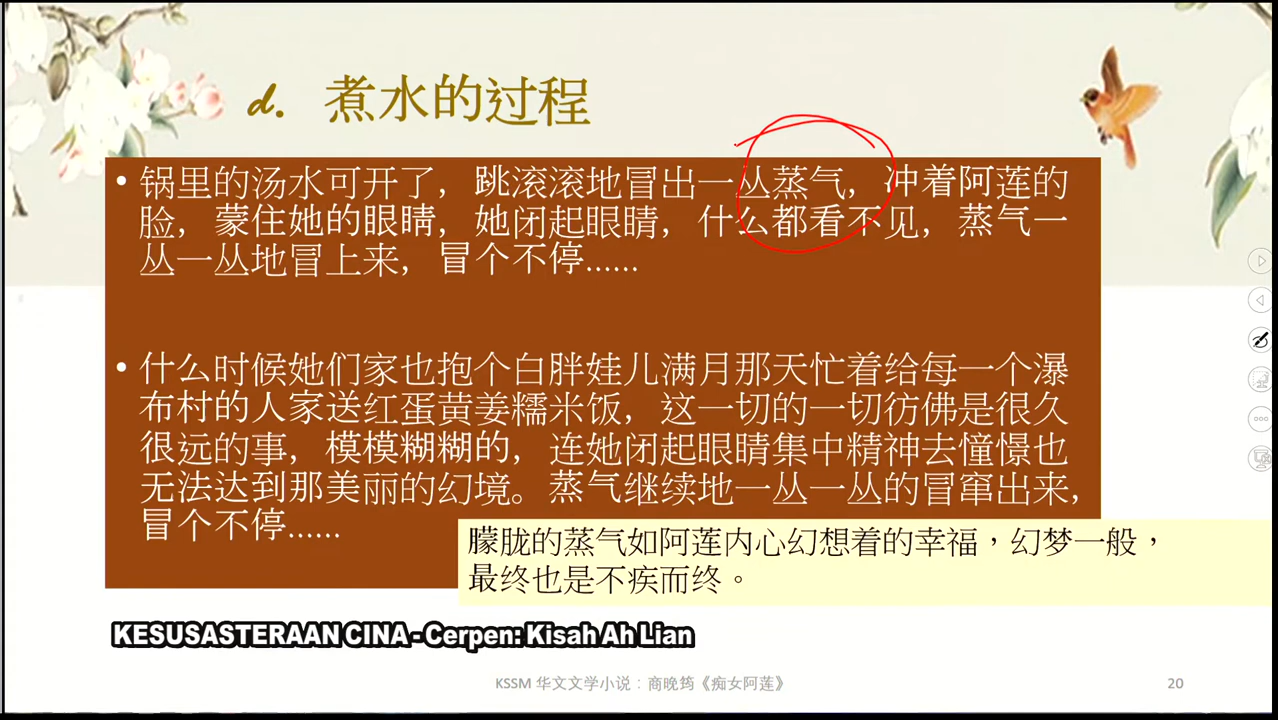 d. 煮水的过程
• 锅里的汤水可开了，跳滚滚地冒出一丛蒸气，冲着阿莲的
脸，蒙住她的眼睛，她闭起眼睛，什么都看不见，蒸气一
丛一丛地冒上来，冒个不停……
• 什么时候她们家也抱个白胖娃儿满月那天忙着给每一个瀑
布村的人家送红蛋黄姜糯米饭，这一切的一切彷佛是很久
很远的事，模模糊糊的，连她闭起眼睛集中精神去憧憬也
无法达到那美丽的幻境。蒸气继续地一丛一丛的冒窜出来,
冒个不停……
朦胧的蒸气如阿莲内心幻想着的幸福，幻梦一般，
最终也是不疾而终。
KESUSASTERAAN CINA - Cerpen: Kisah Ah Lian
KSSM 华文文学小说：商晚筠《痴女阿莲》
20